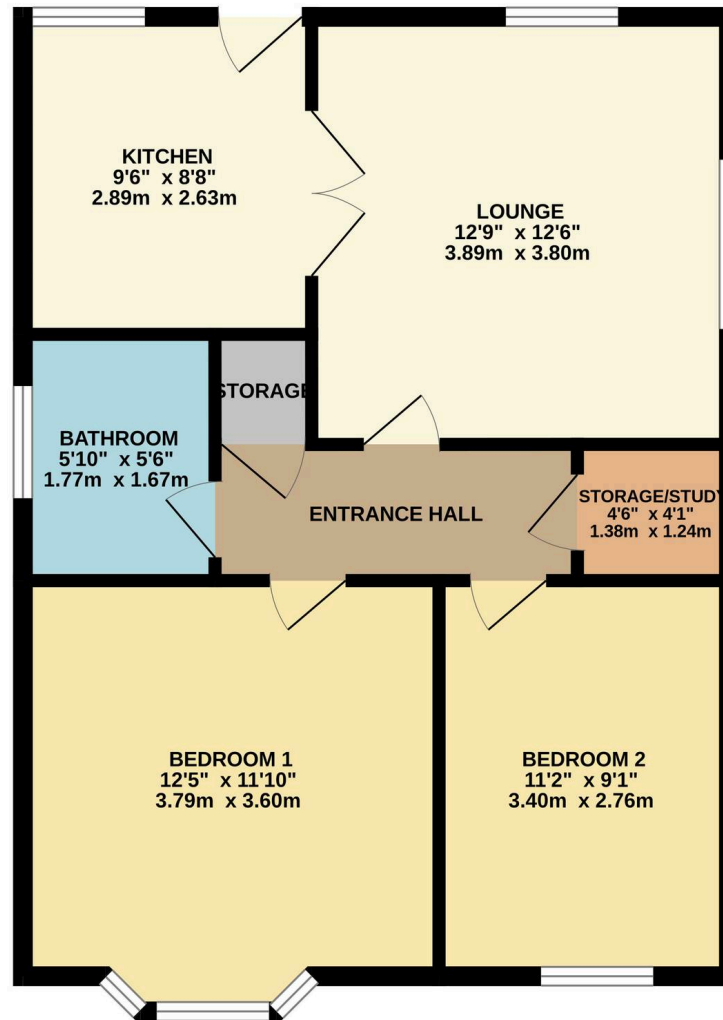 KITCHEN
9'6" x 8'8"
2.89m x 2.63m
LOUNGE
12'9" x 12'6"
3.89m x 3.80m
STORAGE
BATHROOM
5'10" x 5'6"
1.77m x 1.67m
ENTRANCE HALL
STORAGE/STUDY
4'6" x 4'1"
1.38m x 1.24m
BEDROOM 1
12'5" x 11'10"
3.79m x 3.60m
BEDROOM 2
11'2" x 9'1"
3.40m x 2.76m